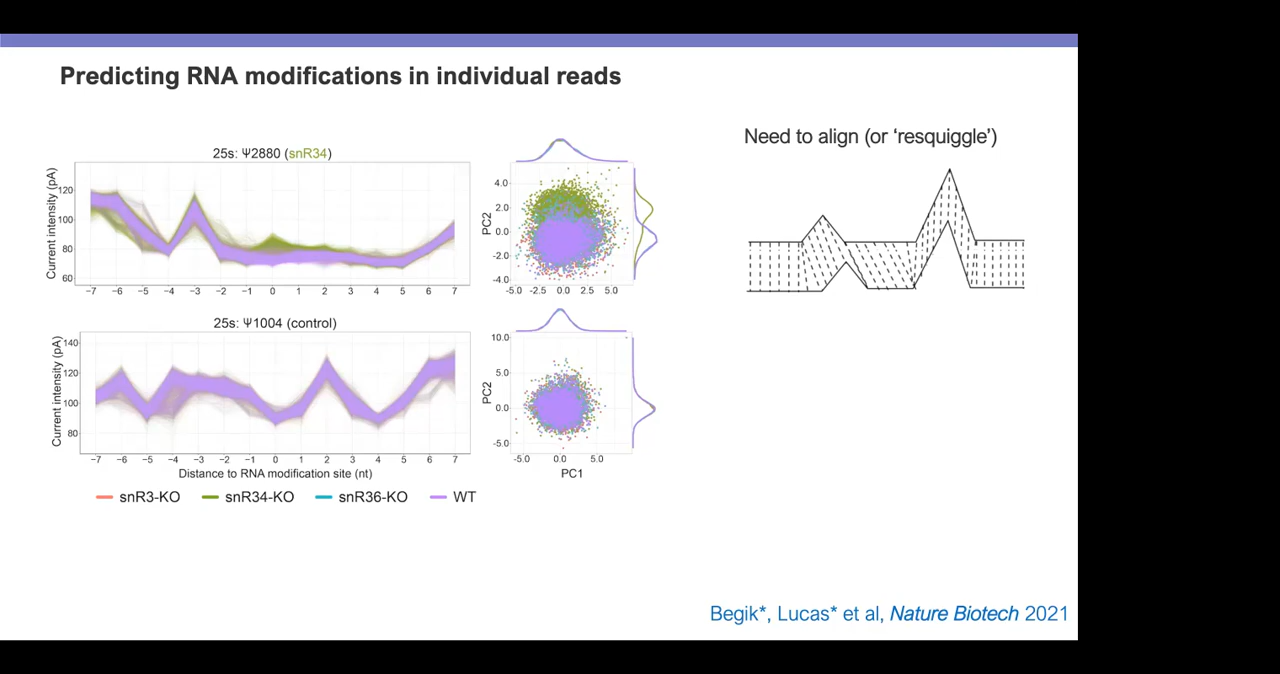 Predicting RNA modifications in individual reads
Need to align (or ‘resquiggle’)
25s: Ψ2880 (snR34)
Current intensity (pA)
120
100
80
60
−7 −6 −5 −4 −3 −2 −1 0 1 2 3 4 5 6 7
PC2
4.0
2.0
0.0
−2.0
−4.0
−5.0 −2.5 0.0 2.5 5.0
25s: Ψ1004 (control)
Current intensity (pA)
140
120
100
80
−7 −6 −5 −4 −3 −2 −1 0 1 2 3 4 5 6 7
Distance to RNA modification site (nt)
PC2
10.0
5.0
0.0
−5.0
−5.0 0.0 5.0
PC1
snR3-KO snR34-KO snR36-KO WT
Begik*, Lucas* et al, Nature Biotech 2021